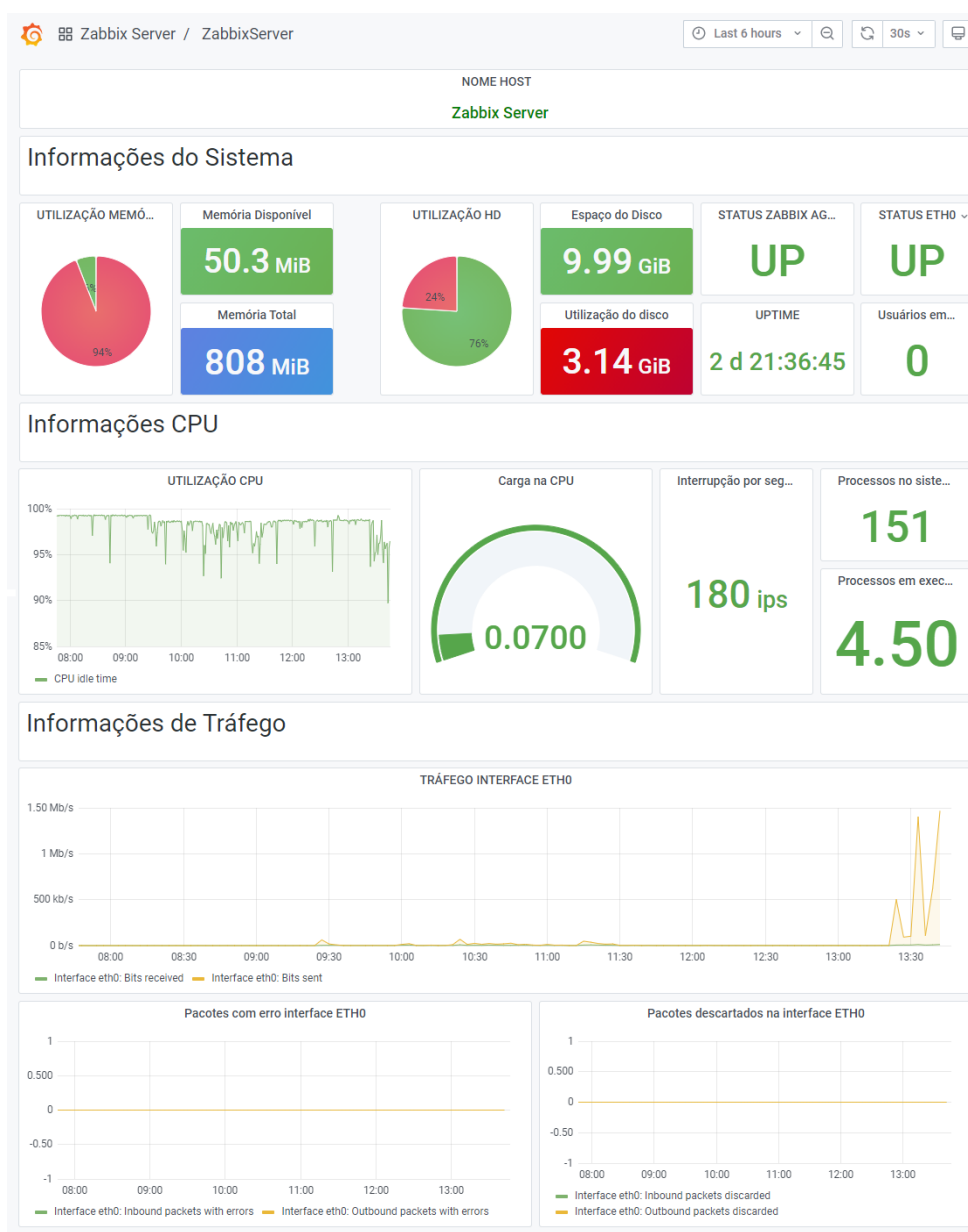 Zabbix Server / ZabbixServer
Last 6 hours
30s
NOME HOST
Zabbix Server
Informações do Sistema
UTILIZAÇÃO MEMÓ...
Memória Disponível
UTILIZAÇÃO HD
Espaço do Disco
STATUS ZABBIX AG...
STATUS ETH0
6%
94%
50.3 MiB
24%
76%
9.99 GiB
UP
UP
Memória Total
Utilização do disco
UPTIME
Usuários em...
808 MiB
3.14 GiB
2 d 21:36:45
0
Informações CPU
UTILIZAÇÃO CPU
Carga na CPU
Interrupção por seg...
Processos no siste...
100%
95%
90%
85%
08:00 09:00 10:00 11:00 12:00 13:00
CPU idle time
0.0700
180 ips
151
Processos em exec...
4.50
Informações de Tráfego
TRÁFEGO INTERFACE ETH0
1.50 Mb/s
1 Mb/s
500 kb/s
0 b/s
08:00 08:30 09:00 09:30 10:00 10:30 11:00 11:30 12:00 12:30 13:00 13:30
Interface eth0: Bits received Interface eth0: Bits sent
Pacotes com erro interface ETH0
1
0.500
0
-0.50
-1
08:00 09:00 10:00 11:00 12:00 13:00
Interface eth0: Inbound packets with errors Interface eth0: Outbound packets with errors
Pacotes descartados na interface ETH0
1
0.500
0
-0.50
-1
08:00 09:00 10:00 11:00 12:00 13:00
Interface eth0: Inbound packets discarded
Interface eth0: Outbound packets discarded